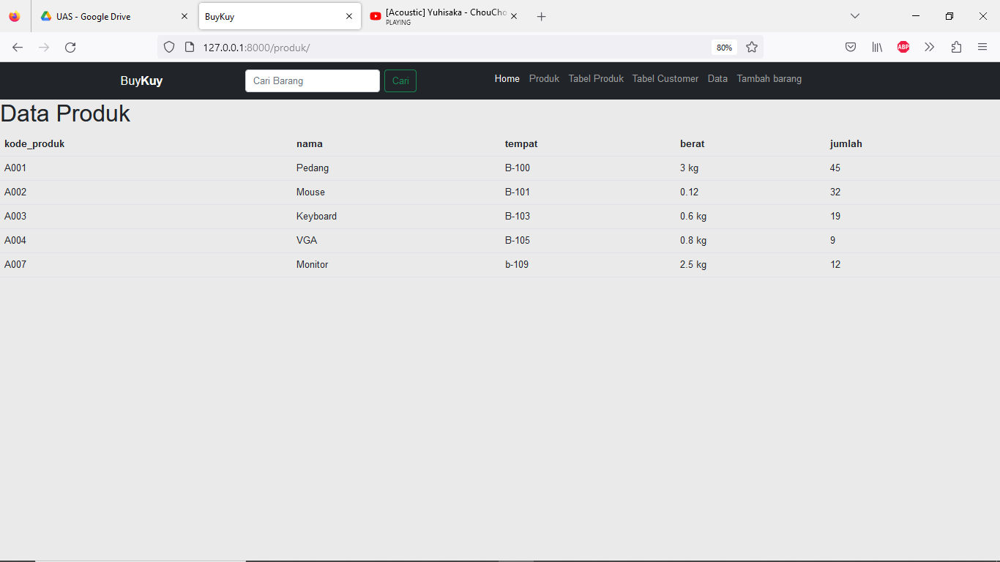 UAS - Google Drive
BuyKuy
[Acoustic] Yuhisaka - ChouCho
PLAYING
127.0.0.1:8000/produk/
80%
ABP
BuyKuy
Cari Barang
Cari
Home Produk Tabel Produk Tabel Customer Data Tambah barang
Data Produk
kode_produk nama tempat berat jumlah
A001 Pedang B-100 3 kg 45
A002 Mouse B-101 0.12 32
A003 Keyboard B-103 0.6 kg 19
A004 VGA B-105 0.8 kg 9
A007 Monitor b-109 2.5 kg 12